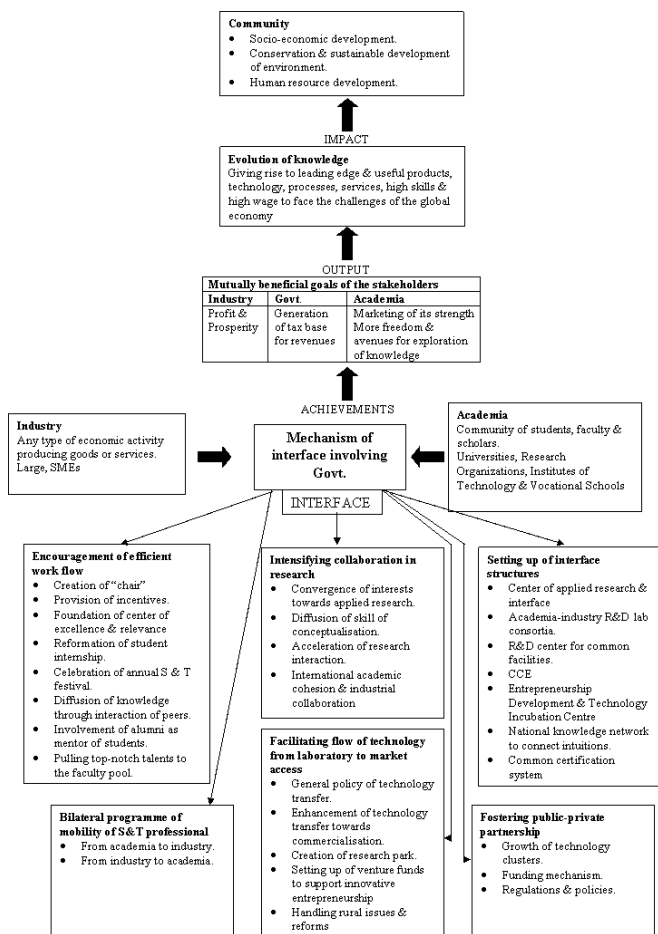 Community
• Socio-economic development.
• Conservation & sustainable development
of environment.
• Human resource development.
IMPACT
Evolution of knowledge
Giving rise to leading edge & useful products,
technology, processes, services, high skills &
high wage to face the challenges of the global
economy
OUTPUT
Mutually beneficial goals of the stakeholders
Industry Govt. Academia
Profit & Generation Marketing of its strength
Prosperity of tax base More freedom &
for revenues avenues for exploration
of knowledge
ACHIEVEMENTS
Industry
Any type of economic activity
producing goods or services.
Large, SMEs
Mechanism of
interface involving
Govt.
INTERFACE
Academia
Community of students, faculty &
scholars.
Universities, Research
Organizations, Institutes of
Technology & Vocational Schools
Encouragement of efficient
work flow
• Creation of “chair”
• Provision of incentives.
• Foundation of center of
excellence & relevance
• Reformation of student
internship.
• Celebration of annual S & T
festival.
• Diffusion of knowledge
through interaction of peers.
• Involvement of alumni as
mentor of students.
• Pulling top-notch talents to
the faculty pool.
Intensifying collaboration in
research
• Convergence of interests
towards applied research.
• Diffusion of skill of
conceptualisation.
• Acceleration of research
interaction.
• International academic
cohesion & industrial
collaboration
Setting up of interface
structures
• Center of applied research &
interface
• Academia-industry R&D lab
consortia.
• R&D center for common
facilities.
• CCE
• Entrepreneurship
Development & Technology
Incubation Centre
• National knowledge network
to connect intuitions.
• Common certification
system
Bilateral programme of
mobility of S&T professional
• From academia to industry.
• From industry to academia.
Facilitating flow of technology
from laboratory to market
access
• General policy of technology
transfer.
• Enhancement of technology
transfer towards
commercialisation.
• Creation of research park.
• Setting up of venture funds
to support innovative
entrepreneurship
• Handling rural issues &
reforms
Fostering public-private
partnership
• Growth of technology
clusters.
• Funding mechanism.
• Regulations & policies.